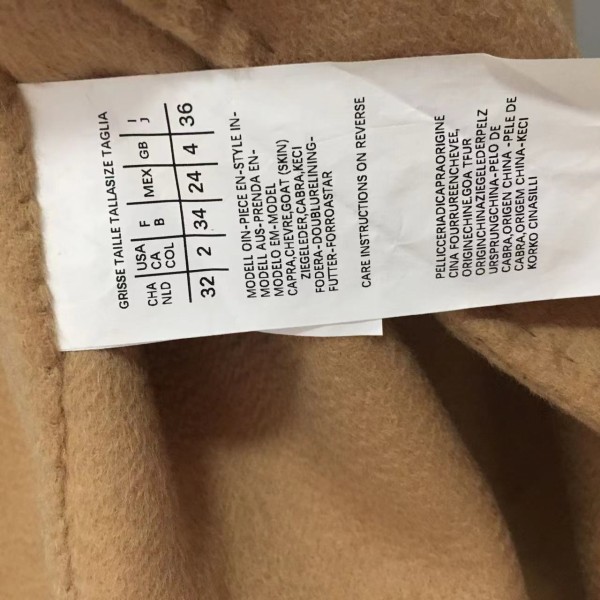 GRISSE TAILLE TALLASIZE TAGLIA
CHA USA F MEX GB I
NLD CA B J
COL
32 2 34 24 4 36
MODELL OIN-PIECE EN-STYLE IN-
MODELL AUS-PRENDA EN-
MODELO EM-MODEL
CAPRA,CHEVRE,GOAT (SKIN)
ZIEGELEDER,CABRA,KECI
FODERA-DOUBLURELINING-
FUTTER-FORROASTAR
CARE INSTRUCTIONS ON REVERSE
PELLICCERIADICAPRAORIGINE
CINA FOURRUREENCHEVEE,
ORIGINECHINE,GOA TFUR
ORIGINCHINAZIEGELEDERPELZ
URSPRUNGCHINA-PELO DE
CABRA,ORIGEN CHINA -PELE DE
CABRA,ORIGEM CHINA-KECI
KORKO CINASILLI